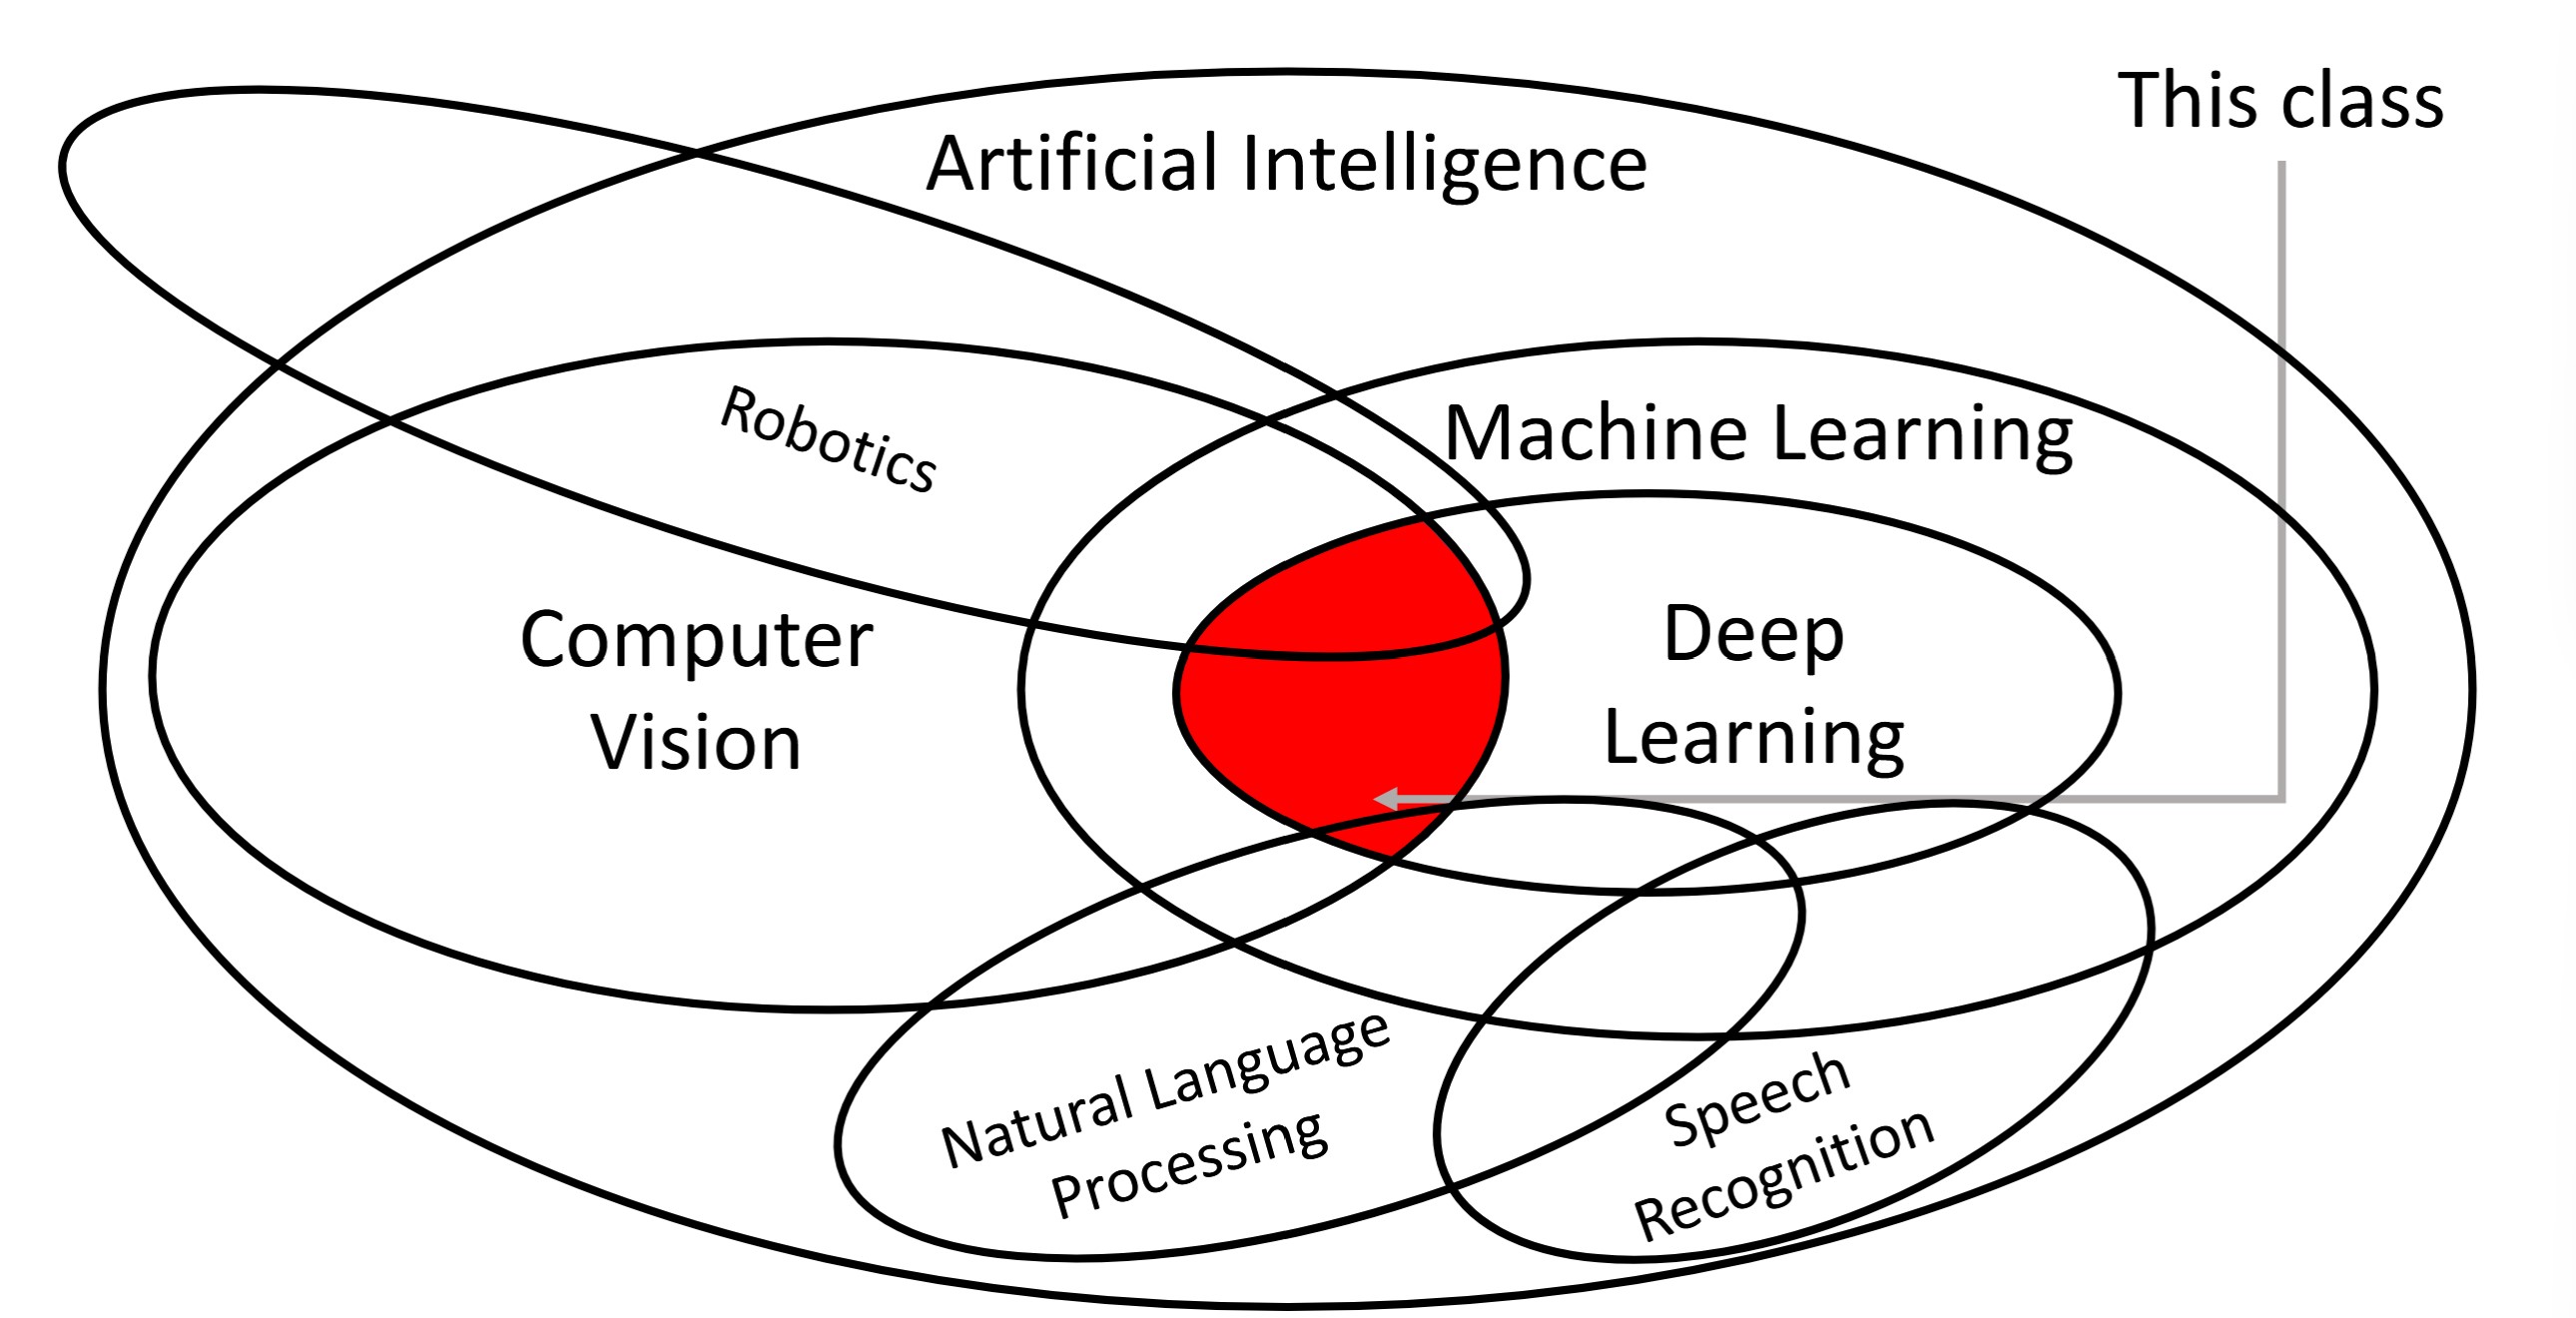 This class
Artificial Intelligence
Robotics
Machine Learning
Computer
Vision
Deep
Learning
Natural Language
Processing
Speech
Recognition